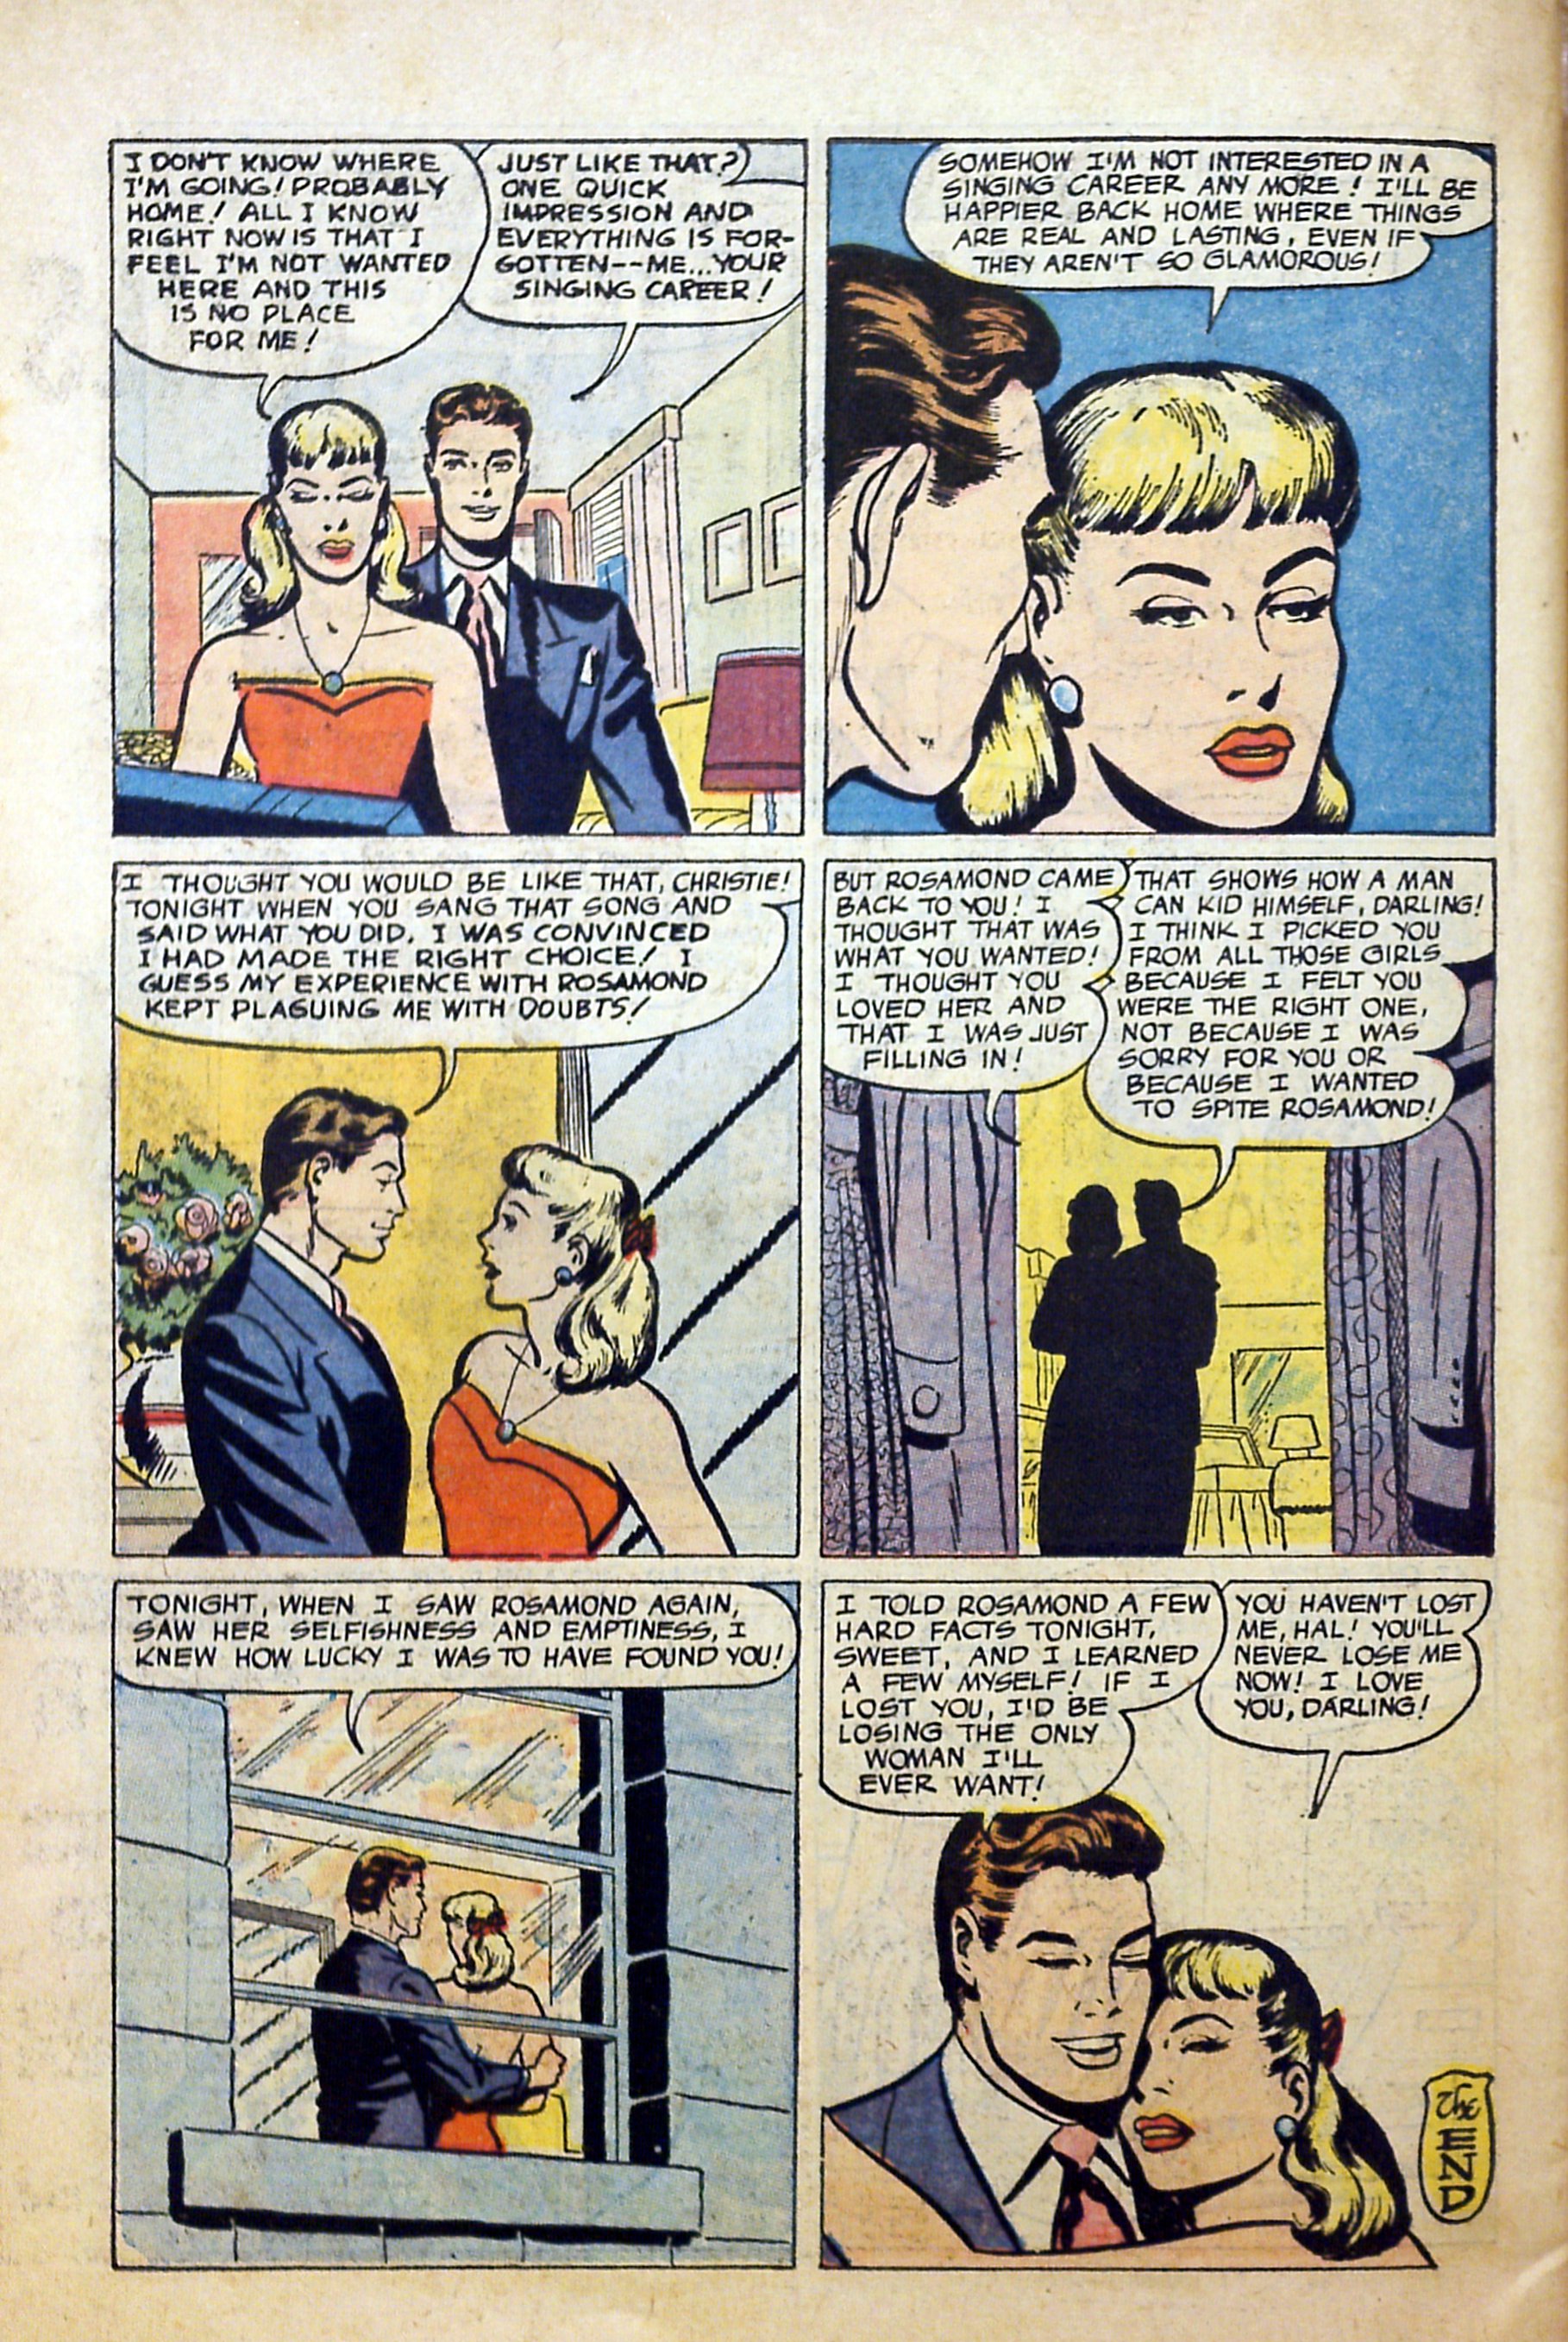 I DON'T KNOW WHERE
I'M GOING! PROBABLY
HOME! ALL I KNOW
RIGHT NOW IS THAT I
FEEL I'M NOT WANTED
HERE AND THIS
IS NO PLACE
FOR ME!
JUST LIKE THAT?
ONE QUICK
IMPRESSION AND
EVERYTHING IS FOR-
GOTTEN--ME...YOUR
SINGING CAREER!
SOMEHOW I'M NOT INTERESTED IN A
SINGING CAREER ANY MORE! I'LL BE
HAPPIER BACK HOME WHERE THINGS
ARE REAL AND LASTING, EVEN IF
THEY AREN'T SO GLAMOROUS!
I THOUGHT YOU WOULD BE LIKE THAT, CHRISTIE!
TONIGHT WHEN YOU SANG THAT SONG AND
SAID WHAT YOU DID, I WAS CONVINCED
I HAD MADE THE RIGHT CHOICE! I
GUESS MY EXPERIENCE WITH ROSAMOND
KEPT PLAGUING ME WITH DOUBTS!
BUT ROSAMOND CAME
BACK TO YOU! I
THOUGHT THAT WAS
WHAT YOU WANTED!
I THOUGHT YOU
LOVED HER AND
THAT I WAS JUST
FILLING IN!
THAT SHOWS HOW A MAN
CAN KID HIMSELF, DARLING!
I THINK I PICKED YOU
FROM ALL THOSE GIRLS
BECAUSE I FELT YOU
WERE THE RIGHT ONE,
NOT BECAUSE I WAS
SORRY FOR YOU OR
BECAUSE I WANTED
TO SPITE ROSAMOND!
TONIGHT, WHEN I SAW ROSAMOND AGAIN,
SAW HER SELFISHNESS AND EMPTINESS, I
KNEW HOW LUCKY I WAS TO HAVE FOUND YOU!
I TOLD ROSAMOND A FEW
HARD FACTS TONIGHT,
SWEET, AND I LEARNED
A FEW MYSELF! IF I
LOST YOU, I'D BE
LOSING THE ONLY
WOMAN I'LL
EVER WANT!
YOU HAVEN'T LOST
ME, HAL! YOU'LL
NEVER LOSE ME
NOW! I LOVE
YOU, DARLING!
The
END